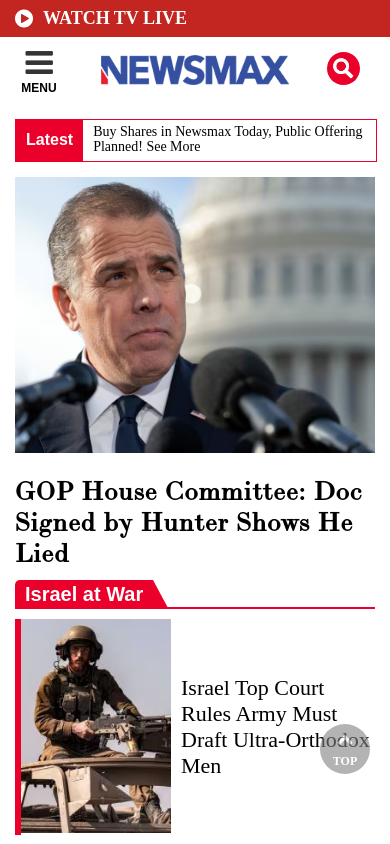 WATCH TV LIVE
MENU
NEWSMAX
Latest
Buy Shares in Newsmax Today, Public Offering
Planned! See More
GOP House Committee: Doc
Signed by Hunter Shows He
Lied
Israel at War
Israel Top Court
Rules Army Must
Draft Ultra-Orthodox
Men
TOP